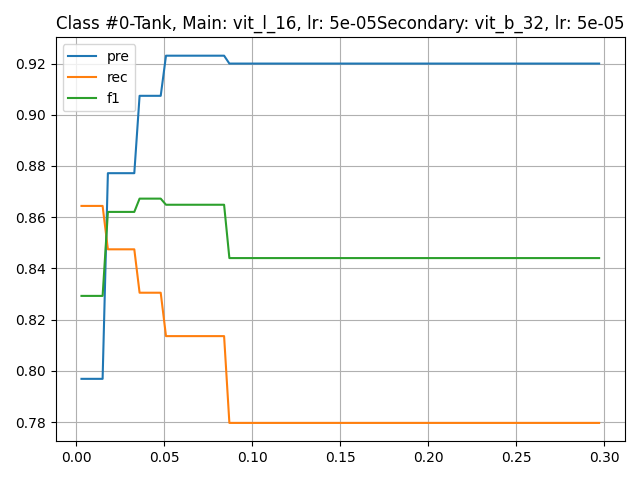 Class #0-Tank, Main: vit_l_16, lr: 5e-05Secondary: vit_b_32, lr: 5e-05
pre
rec
f1
0.92
0.90
0.88
0.86
0.84
0.82
0.80
0.78
0.00 0.05 0.10 0.15 0.20 0.25 0.30